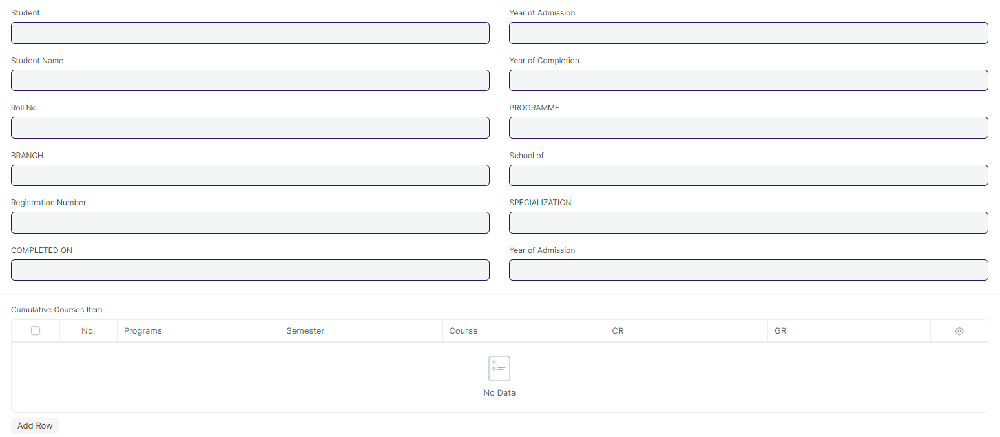 Student
Year of Admission
Student Name
Year of Completion
Roll No
PROGRAMME
BRANCH
School of
Registration Number
SPECIALIZATION
COMPLETED ON
Year of Admission
Cumulative Courses Item
No. Programs Semester Course CR GR
No Data
Add Row